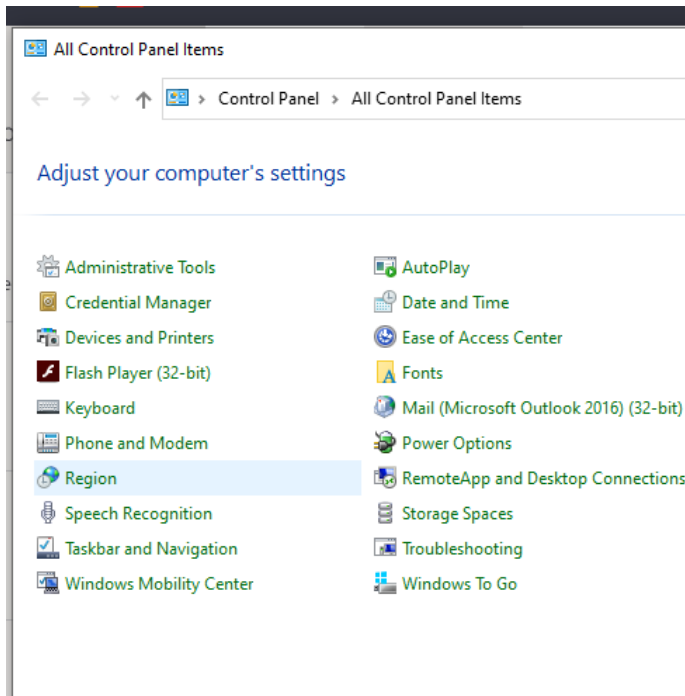 All Control Panel Items
Control Panel > All Control Panel Items
Adjust your computer's settings
Administrative Tools
AutoPlay
Credential Manager
Date and Time
Devices and Printers
Ease of Access Center
Flash Player (32-bit)
Fonts
Keyboard
Mail (Microsoft Outlook 2016) (32-bit)
Phone and Modem
Power Options
Region
RemoteApp and Desktop Connections
Speech Recognition
Storage Spaces
Taskbar and Navigation
Troubleshooting
Windows Mobility Center
Windows To Go